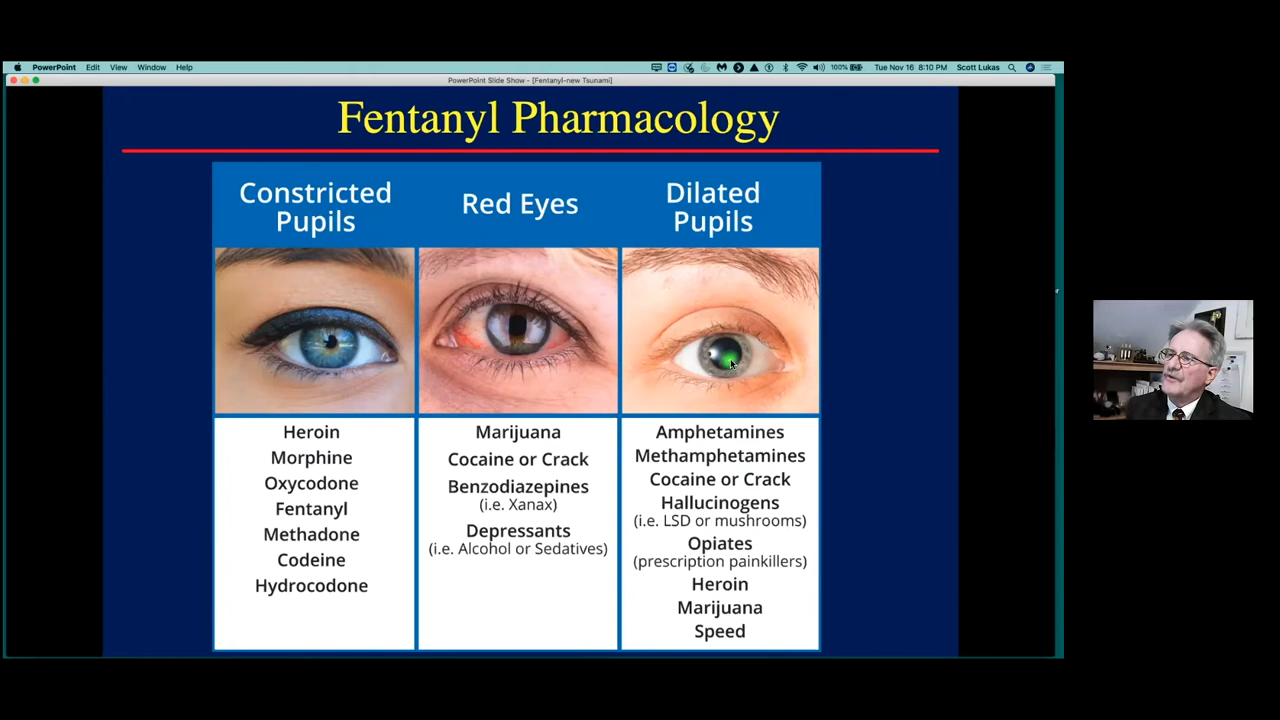 PowerPoint Edit View Window Help 100% Tue Nov 16 8:10 PM Scott Lukas
PowerPoint Slide Show - [Fentanyl-new Tsunami]
Fentanyl Pharmacology
Constricted
Pupils
Red Eyes
Dilated
Pupils
Heroin
Morphine
Oxycodone
Fentanyl
Methadone
Codeine
Hydrocodone
Marijuana
Cocaine or Crack
Benzodiazepines
(i.e. Xanax)
Depressants
(i.e. Alcohol or Sedatives)
Amphetamines
Methamphetamines
Cocaine or Crack
Hallucinogens
(i.e. LSD or mushrooms)
Opiates
(prescription painkillers)
Heroin
Marijuana
Speed